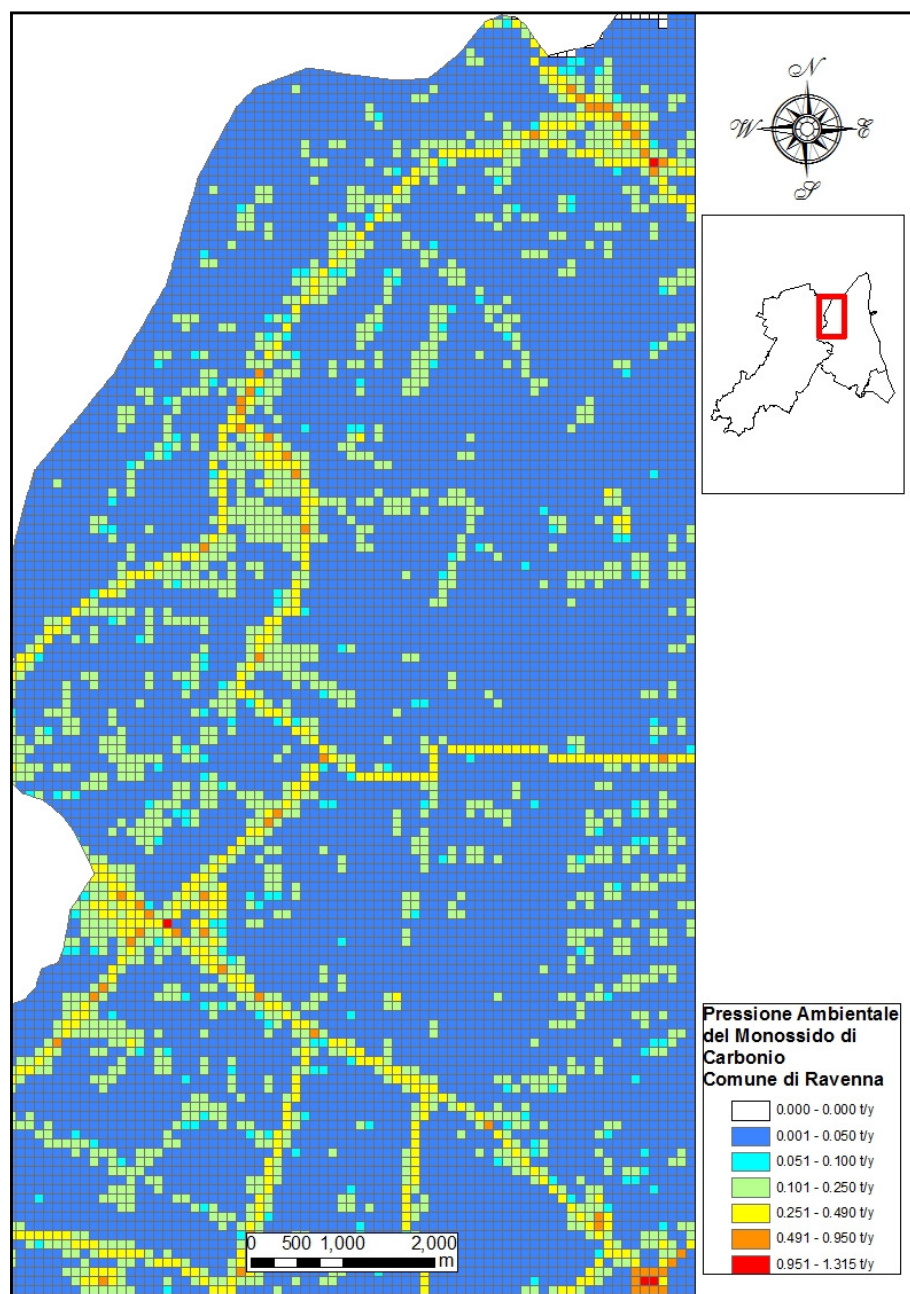 N
W E
S
Pressione Ambientale
del Monossido di
Carbonio
Comune di Ravenna
0.000 - 0.000 t/y
0.001 - 0.050 t/y
0.051 - 0.100 t/y
0.101 - 0.250 t/y
0.251 - 0.490 t/y
0.491 - 0.950 t/y
0.951 - 1.315 t/y
0 500 1,000 2,000
m